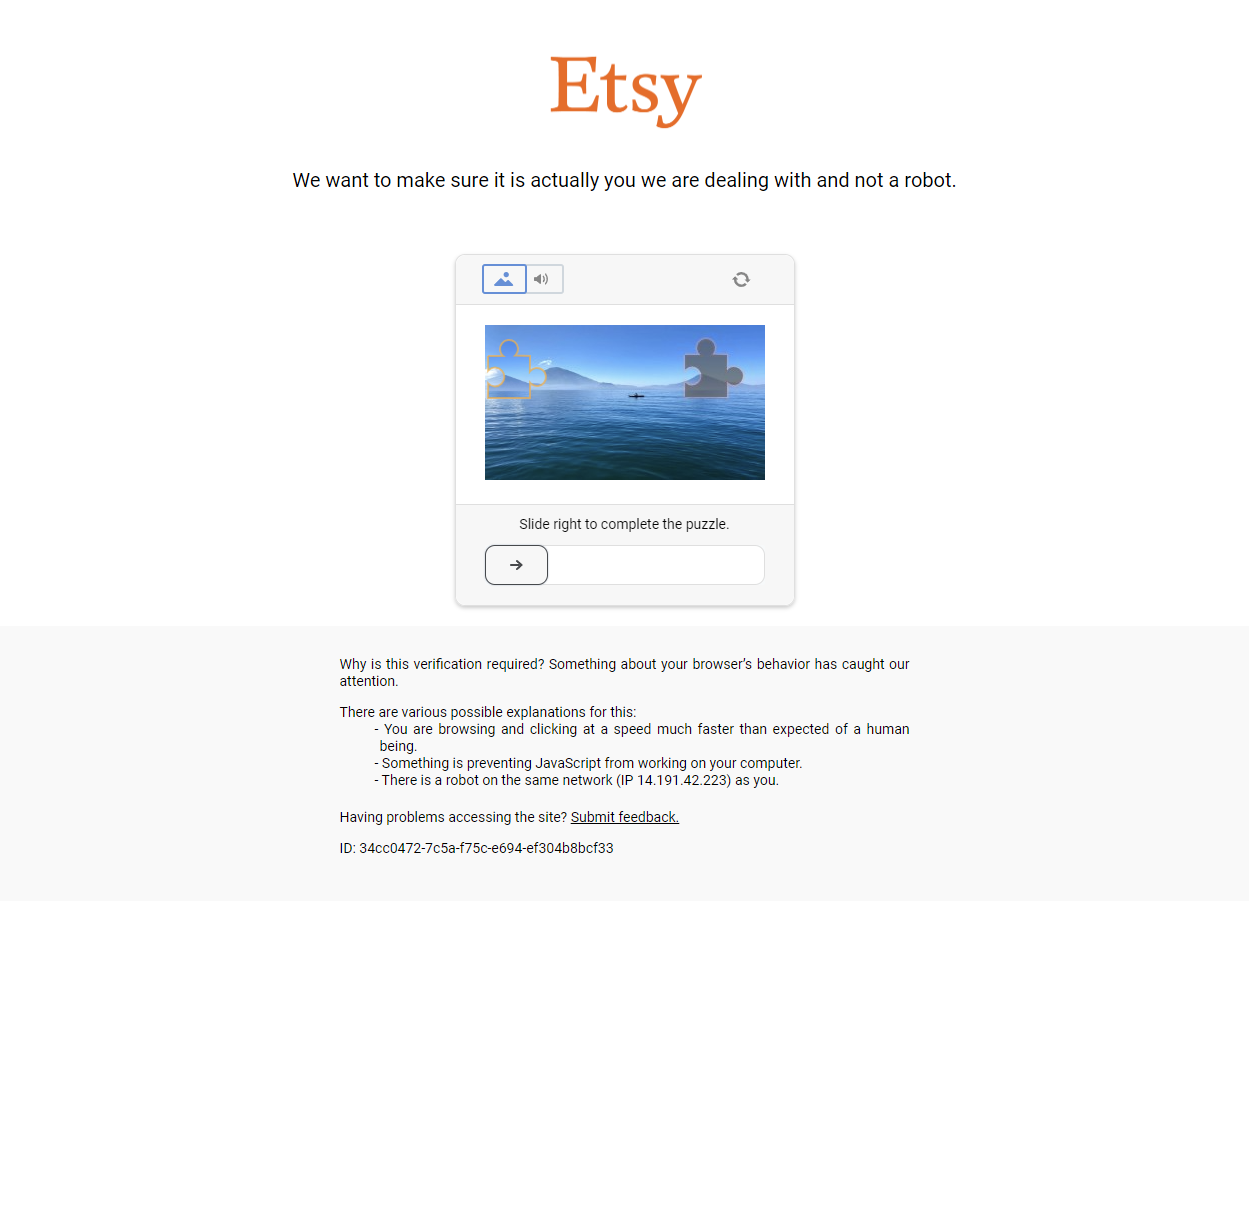 Etsy
We want to make sure it is actually you we are dealing with and not a robot.
Slide right to complete the puzzle.
Why is this verification required? Something about your browser's behavior has caught our
attention.
There are various possible explanations for this:
- You are browsing and clicking at a speed much faster than expected of a human
being.
- Something is preventing JavaScript from working on your computer.
- There is a robot on the same network (IP 14.191.42.223) as you.
Having problems accessing the site? Submit feedback.
ID: 34cc0472-7c5a-f75c-e694-ef304b8bcf33